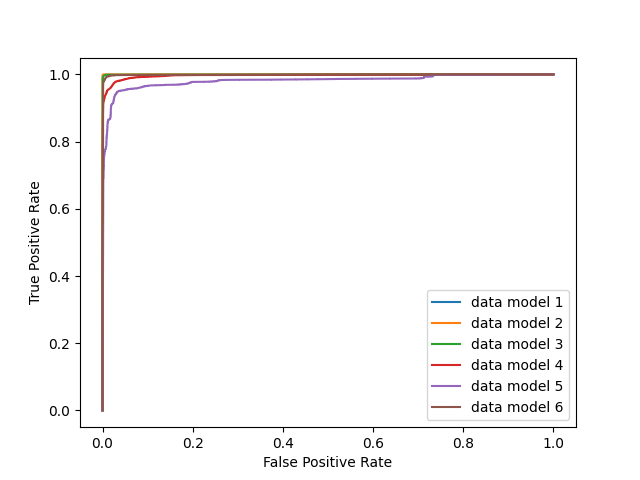 1.0
0.8
0.6
0.4
0.2
0.0
True Positive Rate
data model 1
data model 2
data model 3
data model 4
data model 5
data model 6
0.0 0.2 0.4 0.6 0.8 1.0
False Positive Rate